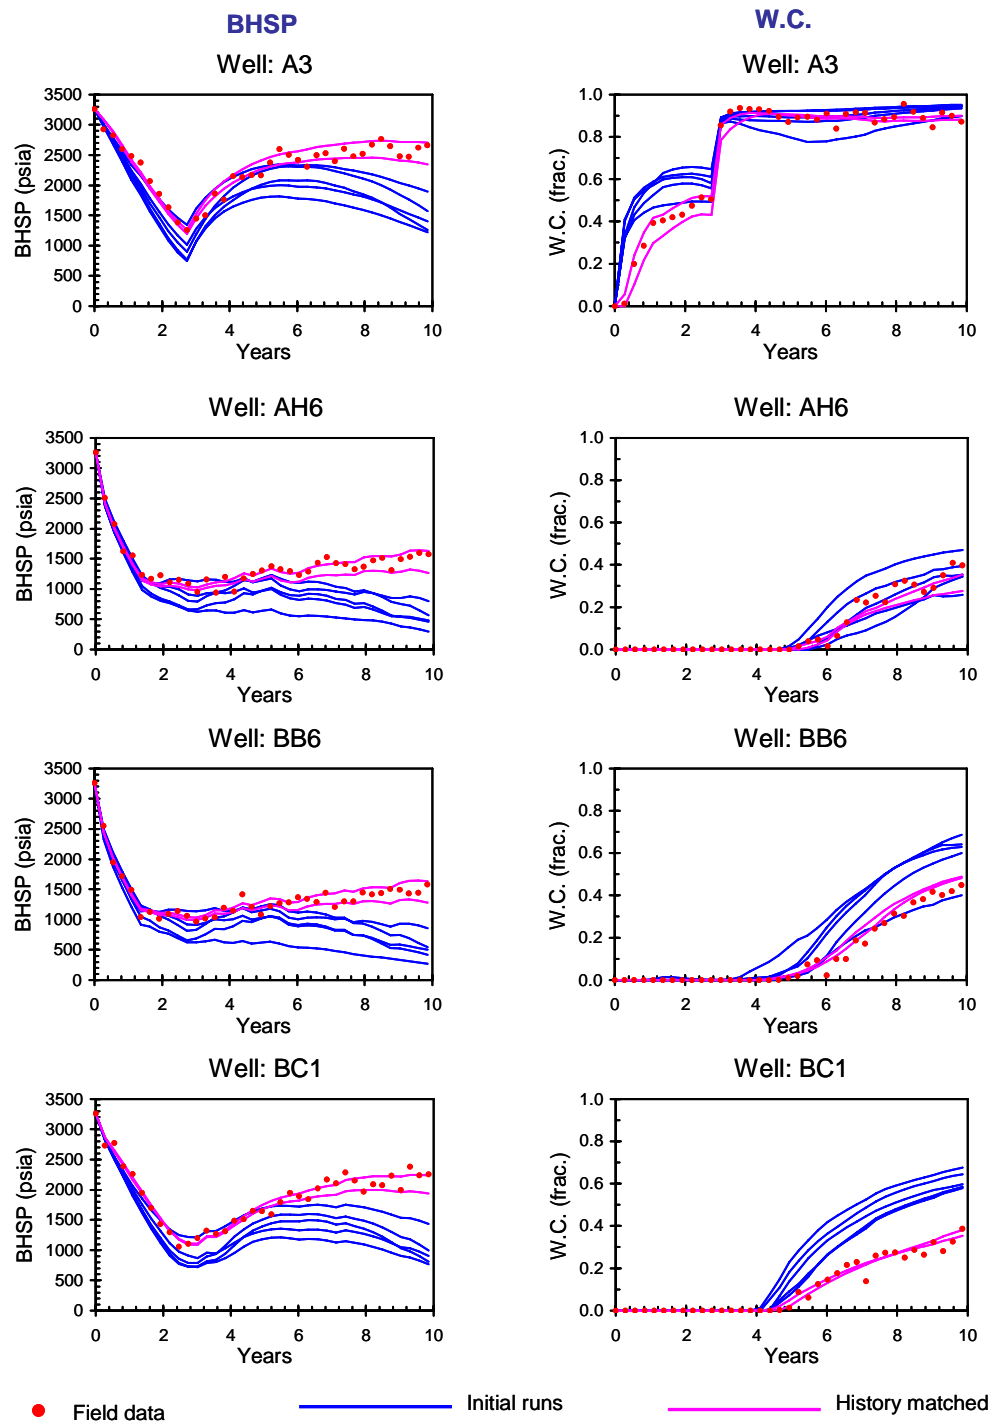 BHSP
W.C.
Well: A3
Well: A3
3500
3000
2500
2000
1500
1000
500
0
BHSP (psia)
0 2 4 6 8 10
Years
1.0
0.8
0.6
0.4
0.2
0.0
W.C. (frac.)
0 2 4 6 8 10
Years
Well: AH6
Well: AH6
3500
3000
2500
2000
1500
1000
500
0
BHSP (psia)
0 2 4 6 8 10
Years
1.0
0.8
0.6
0.4
0.2
0.0
W.C. (frac.)
0 2 4 6 8 10
Years
Well: BB6
Well: BB6
3500
3000
2500
2000
1500
1000
500
0
BHSP (psia)
0 2 4 6 8 10
Years
1.0
0.8
0.6
0.4
0.2
0.0
W.C. (frac.)
0 2 4 6 8 10
Years
Well: BC1
Well: BC1
3500
3000
2500
2000
1500
1000
500
0
BHSP (psia)
0 2 4 6 8 10
Years
1.0
0.8
0.6
0.4
0.2
0.0
W.C. (frac.)
0 2 4 6 8 10
Years
Field data
Initial runs
History matched